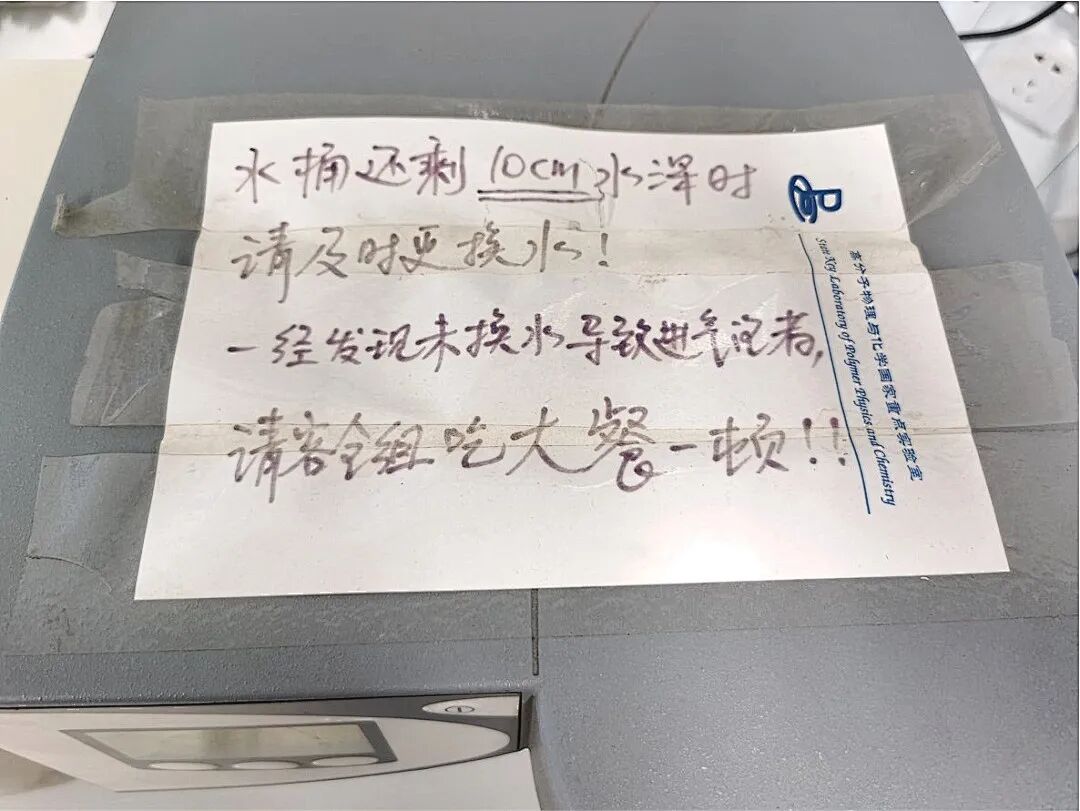 水桶还剩10cm水深时
请及时更换水!
一经发现未换水导致进气泡者,
请客全组吃大餐一顿!!
高分子物理与化学国家重点实验室
State Key Laboratory of Polymer Physics and Chemistry